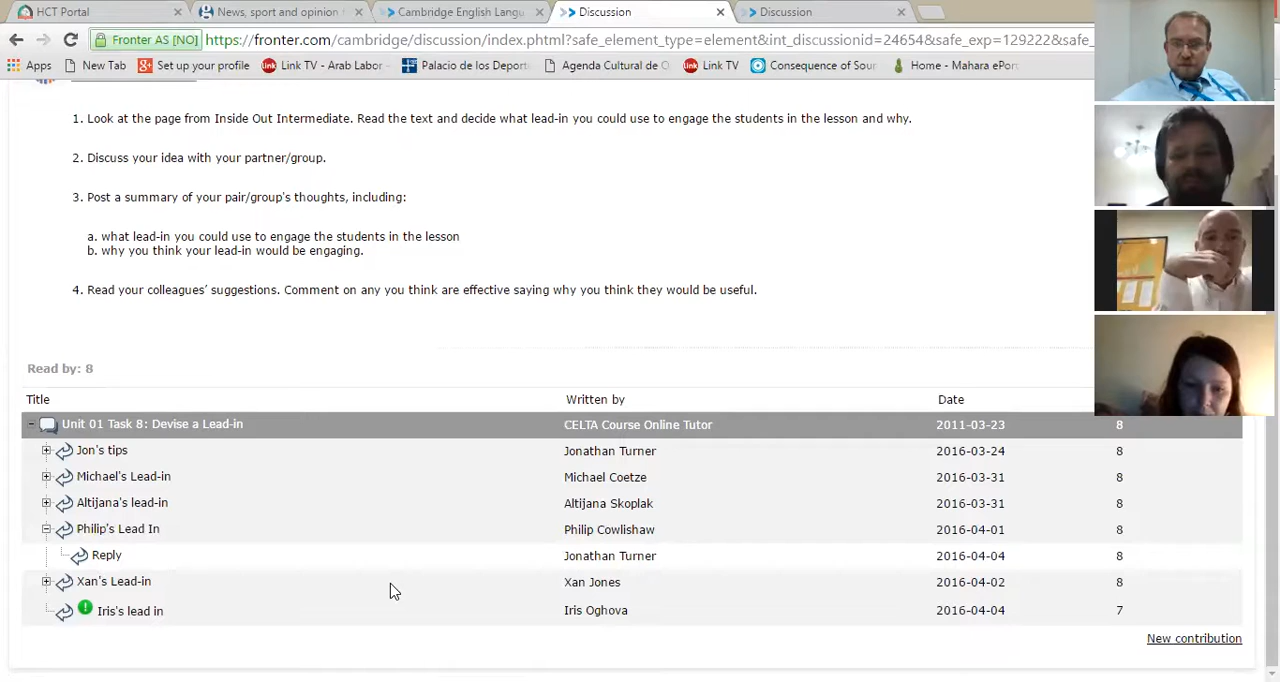 HCT Portal
News, sport and opinion
Cambridge English Langu
Discussion
Discussion
Fronter AS [NO]
https://fronter.com/cambridge/discussion
ex.phtml?safe_element_type=element&int_discussionid=24654&safe_exp=129222&safe_
Apps
New Tab
Set up your profile
Link TV - Arab Labor
Palacio de Deport
Agenda Cultural de
Link TV
Consequence of Sou
Home - Mahara ePor
1. Look at the page from Inside Out Intermediate. Read the text and decide what lead-in you could use to engage the students in the lesson and why.
2. Discuss your idea with your partner/group.
3. Post a summary of your pair/group's thoughts, including:
a. what lead-in you could use to engage the students in the lesson
b. why you think your lead-in would be engaging.
4. Read your colleagues' suggestions. Comment on any you think are effective saying why you think they would be useful.
Read by: 8
Title Written by Date
Unit 01 Task 8: Devise a Lead-in CELTA Course Online Tutor 2011-03-23 8
Jon's tips Jonathan Turner 2016-03-24 8
Michael's Lead-in Michael Coetze 2016-03-31 8
Altijana's lead-in Altijana Skoplak 2016-03-31 8
Philip's Lead In Philip Cowlishaw 2016-04-01 8
Reply Jonathan Turner 2016-04-04 8
Xan's Lead-in Xan Jones 2016-04-02 8
Iris's lead in Iris Oghova 2016-04-04 7
New contribution